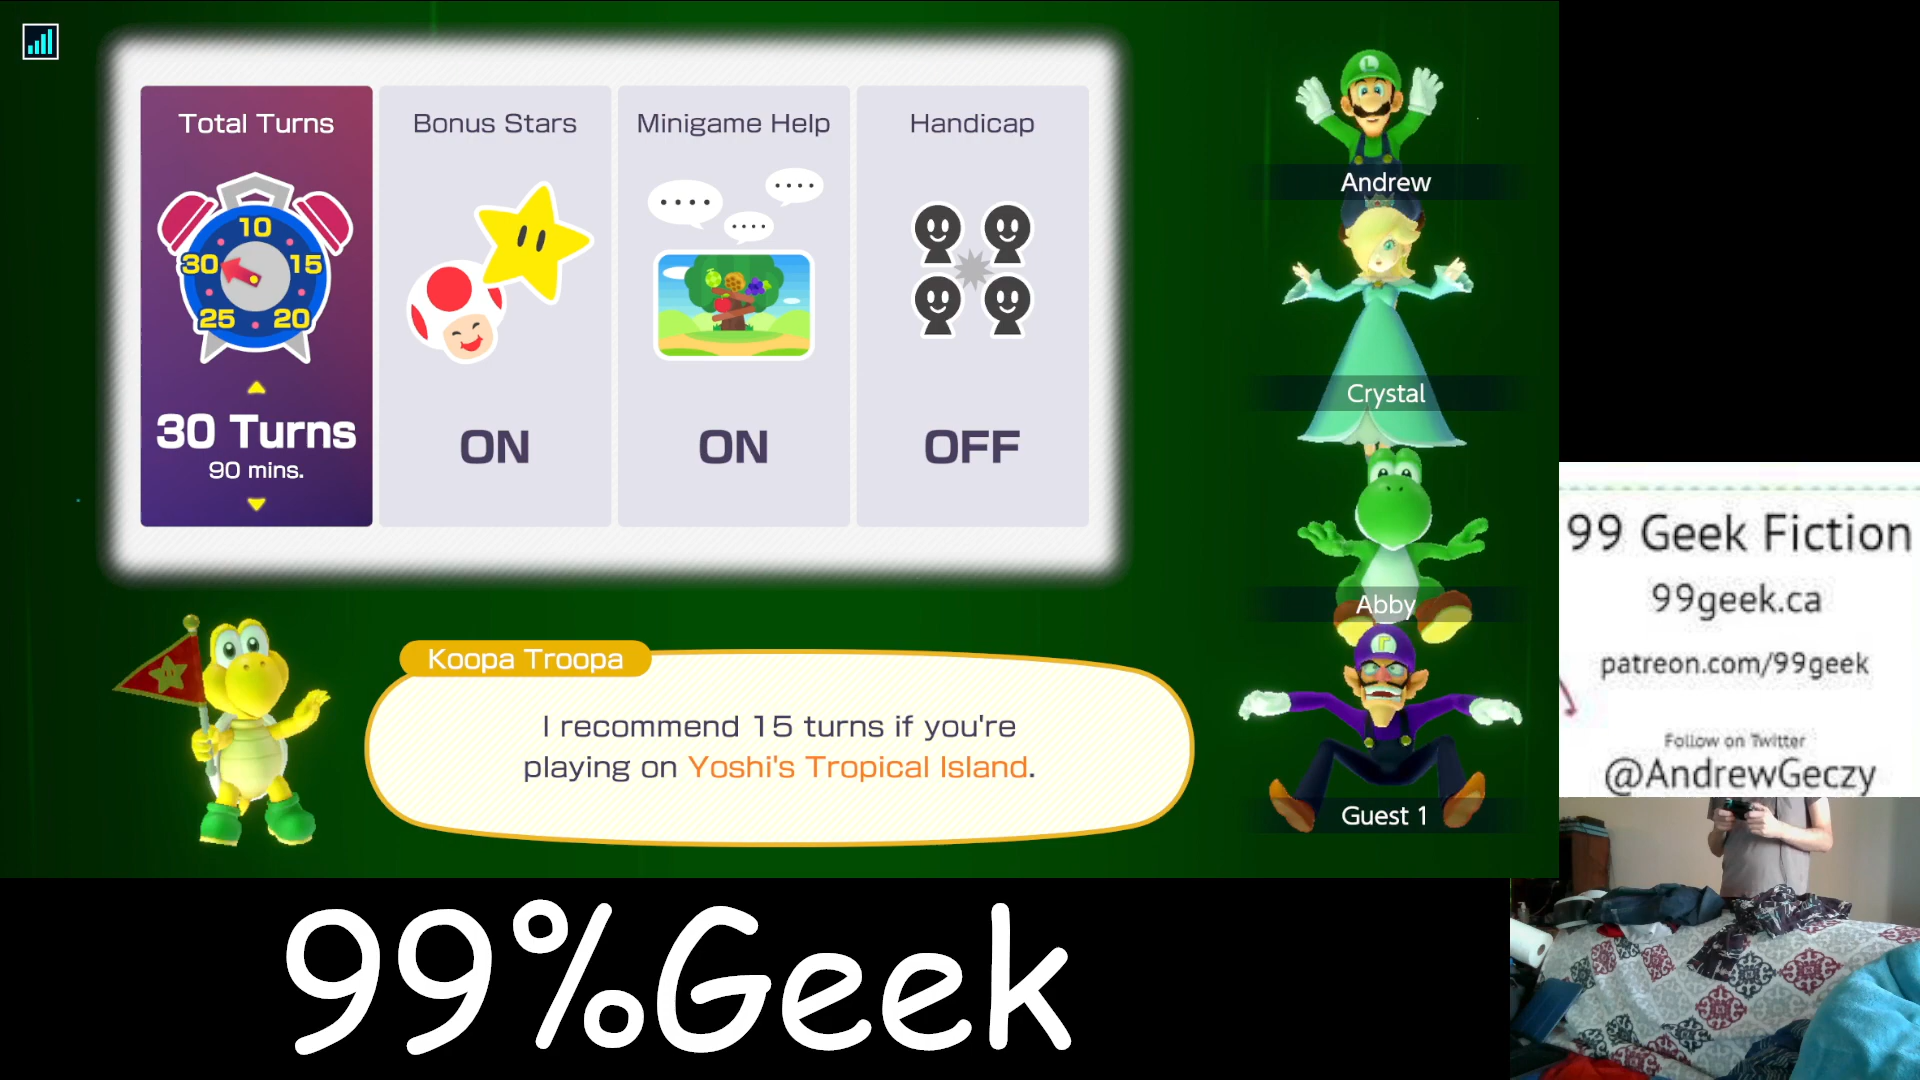 Total Turns
10
30
15
25
20
30 Turns
90 mins.
Bonus Stars
ON
Minigame Help
ON
Handicap
OFF
L
Andrew
Crystal
Abby
Guest 1
Koopa Troopa
I recommend 15 turns if you're
playing on Yoshi's Tropical Island.
99 Geek Fiction
99geek.ca
patreon.com/99geek
Follow on Twitter
@AndrewGeczy
99%Geek